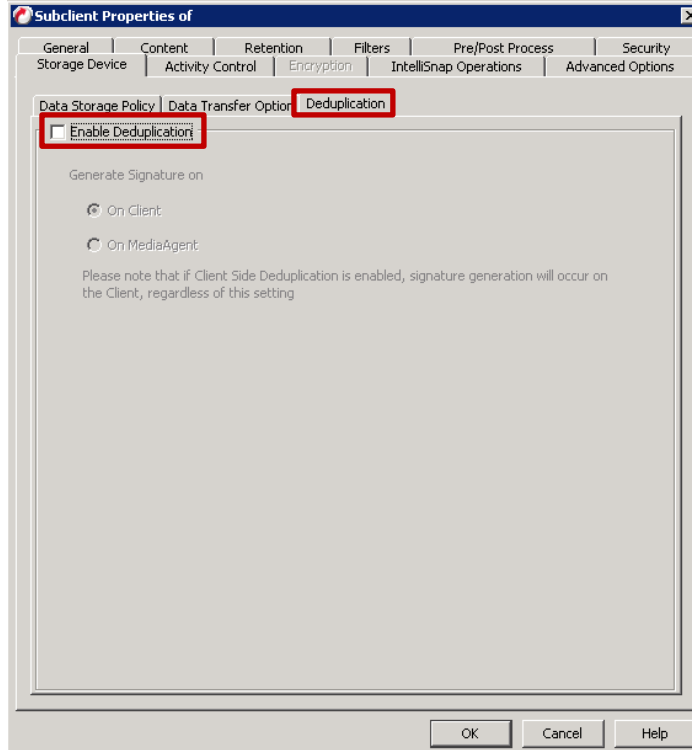 Subclient Properties of
General Content Retention Filters Pre/Post Process Security
Storage Device Activity Control Encryption IntelliSnap Operations Advanced Options
Data Storage Policy Data Transfer Option Deduplication
Enable Deduplication
Generate Signature on
On Client
On MediaAgent
Please note that if Client Side Deduplication is enabled, signature generation will occur on
the Client, regardless of this setting
OK Cancel Help